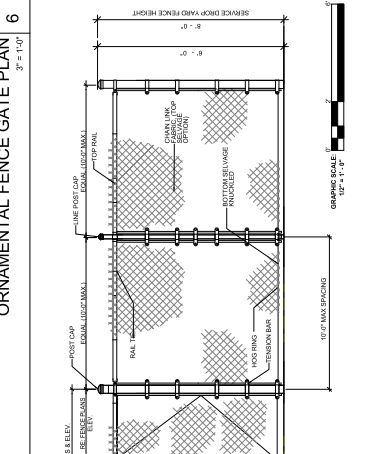 ORNAMENTAL FENCE GATE PLAN
3" = 1'-0"
6
SERVICE DROP YARD FENCE HEIGHT
8' - 0"
6' - 0"
CHAIN LINK
FABRIC (TOP
SELVAGE
OPTION)
TOP RAIL
LINE POST CAP
EQUAL (10'-0" MAX.)
BOTTOM SELVAGE
KNUCKLED
RAIL
POST CAP
EQUAL (10'-0" MAX.)
HOG RING
TENSION BAR
10'-0" MAX SPACING
RE: FENCE PLANS
ELEV.
S & ELEV.
GRAPHIC SCALE:
1/2" = 1' - 0"
0'
2'
6'